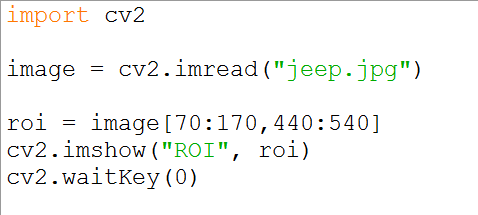 import cv2
image = cv2.imread("jeep.jpg")
roi = image[70:170,440:540]
cv2.imshow("ROI", roi)
cv2.waitKey(0)